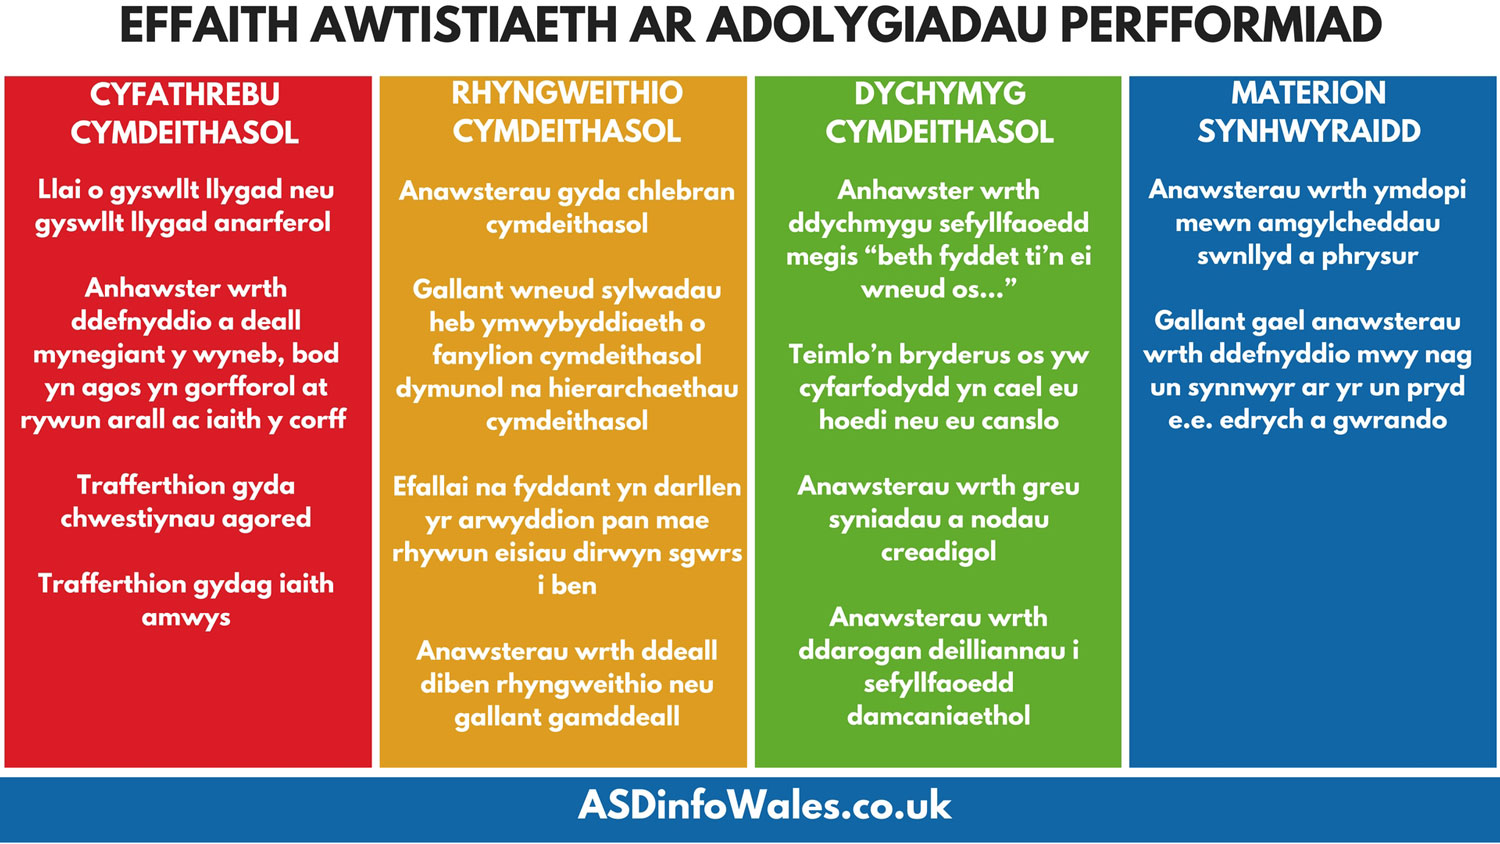 EFFAITH AWTISTIAETH AR ADOLYGIADAU PERFFORMIAD
CYFATHREBU
CYMDEITHASOL
Llai o gyswllt llygad neu
gyswllt llygad anarferol
Anhawster wrth
ddefnyddio a deall
mynegiant y wyneb, bod
yn agos yn gorfforol at
rywun arall ac iaith y corff
Trafferthion gyda
chwestiynau agored
Trafferthion gydag iaith
amwys
RHYNGWEITHIO
CYMDEITHASOL
Anawsterau gyda chlebran
cymdeithasol
Gallant wneud sylwadau
heb ymwybyddiaeth o
fanylion cymdeithasol
dymunol na hierarchaethau
cymdeithasol
Efallai na fyddant yn darllen
yr arwyddion pan mae
rhywun eisiau dirwyn sgwrs
i ben
Anawsterau wrth ddeall
diben rhyngweithio neu
gallant gamddeall
DYCHYMYG
CYMDEITHASOL
Anhawster wrth
ddychmygu sefyllfaoedd
megis “beth fyddet ti’n ei
wneud os...”
Teimlo’n bryderus os yw
cyfarfodydd yn cael eu
hoedi neu eu canslo
Anawsterau wrth greu
syniadau a nodau
creadigol
Anawsterau wrth
ddarogan deilliannau i
sefyllfaoedd
damcaniaethol
MATERION
SYNHWYRAIDD
Anawsterau wrth ymdopi
mewn amgylcheddau
swnllyd a phrysur
Gallant gael anawsterau
wrth ddefnyddio mwy nag
un synnwyr ar yr un pryd
e.e. edrych a gwrando
ASDinfoWales.co.uk